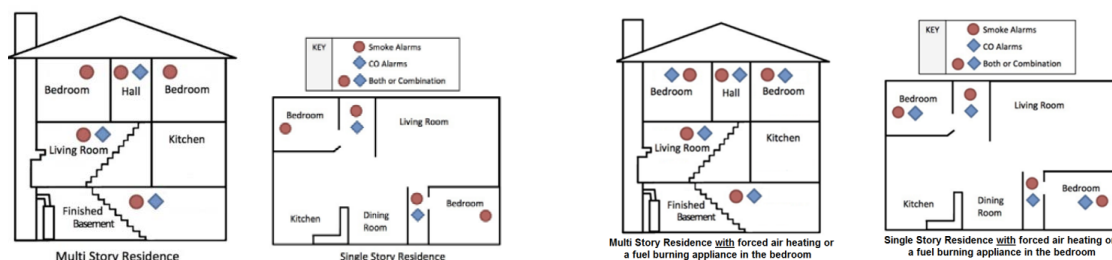 Bedroom
Hall
Bedroom
Living Room
Kitchen
Finished
Basement
Multi Story Residence
KEY
Smoke Alarms
CO Alarms
Both or Combination
Bedroom
Living Room
Kitchen
Dining
Room
Bedroom
Single Story Residence
Bedroom
Hall
Bedroom
Living Room
Kitchen
Finished
Basement
Multi Story Residence with forced air heating or
a fuel burning appliance in the bedroom
KEY
Smoke Alarms
CO Alarms
Both or Combination
Bedroom
Living Room
Kitchen
Dining
Room
Bedroom
Single Story Residence with forced air heating or
a fuel burning appliance in the bedroom